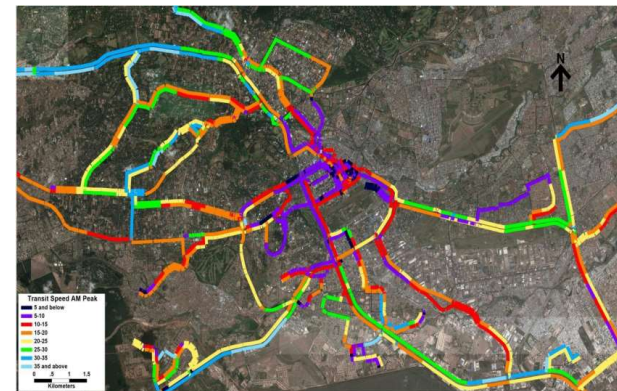 N
Transit Speed AM Peak
5 and below
5-10
10-15
15-20
20-25
25-30
30-35
35 and above
0 .5 1 1.5
Kilometers